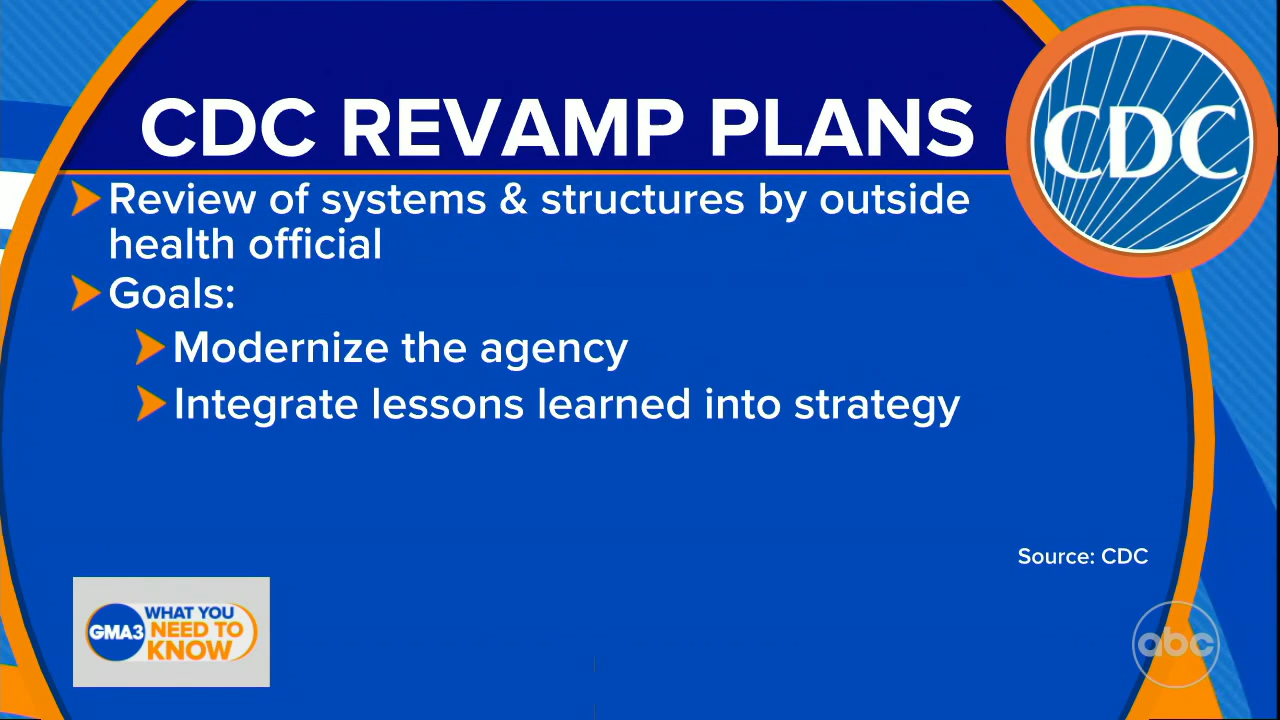 CDC REVAMP PLANS
CDC
Review of systems & structures by outside
health official
Goals:
Modernize the agency
Integrate lessons learned into strategy
Source: CDC
GMA3
WHAT YOU
NEED TO
KNOW
abc